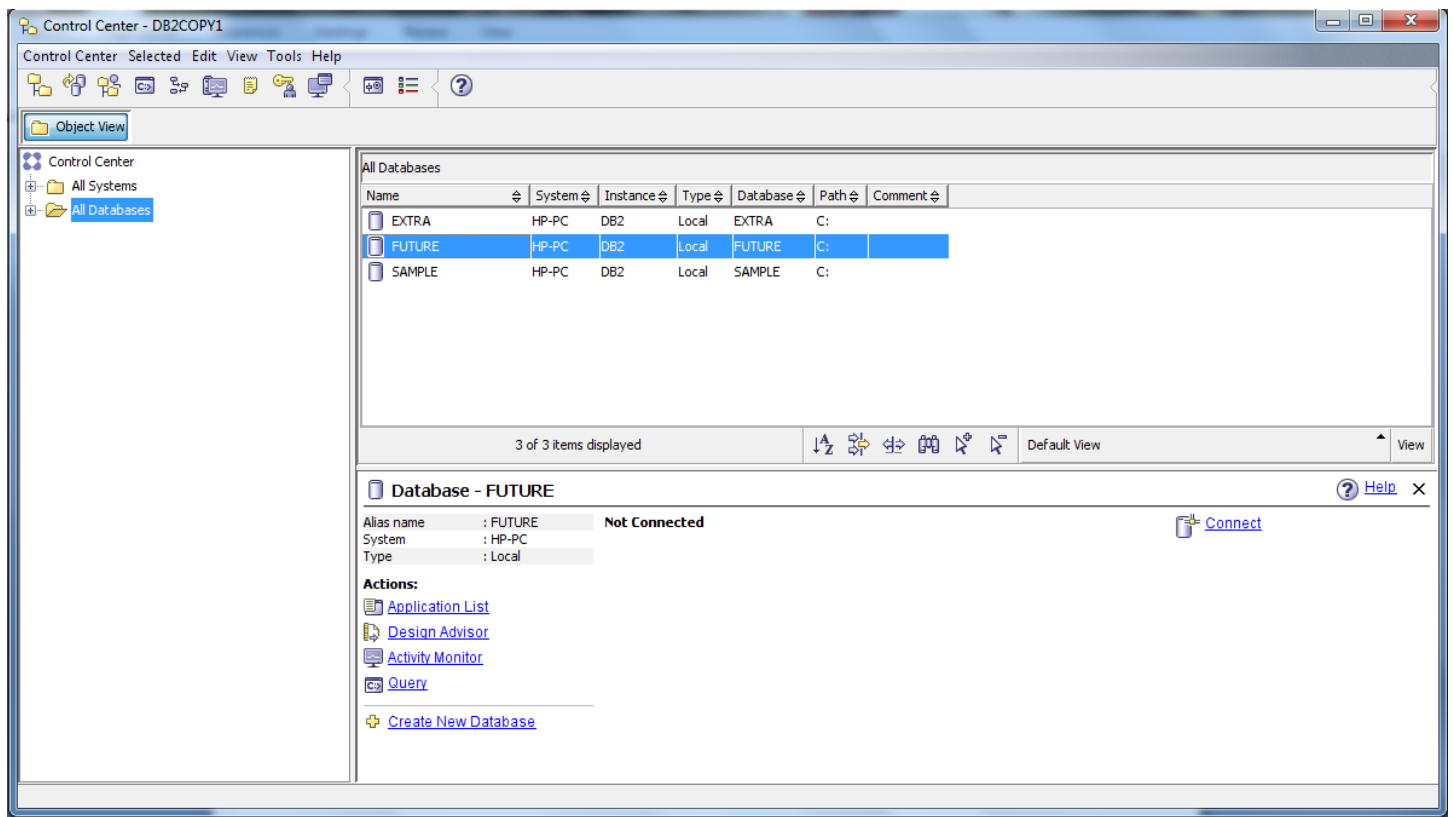 Control Center - DB2COPY1
Control Center Selected Edit View Tools Help
Object View
Control Center
All Systems
All Databases
All Databases
Name System Instance Type Database Path Comment
EXTRA HP-PC DB2 Local EXTRA C:
FUTURE HP-PC DB2 Local FUTURE C:
SAMPLE HP-PC DB2 Local SAMPLE C:
3 of 3 items displayed Default View View
Database - FUTURE Help
Alias name : FUTURE Not Connected Connect
System : HP-PC
Type : Local
Actions:
Application List
Design Advisor
Activity Monitor
Query
Create New Database